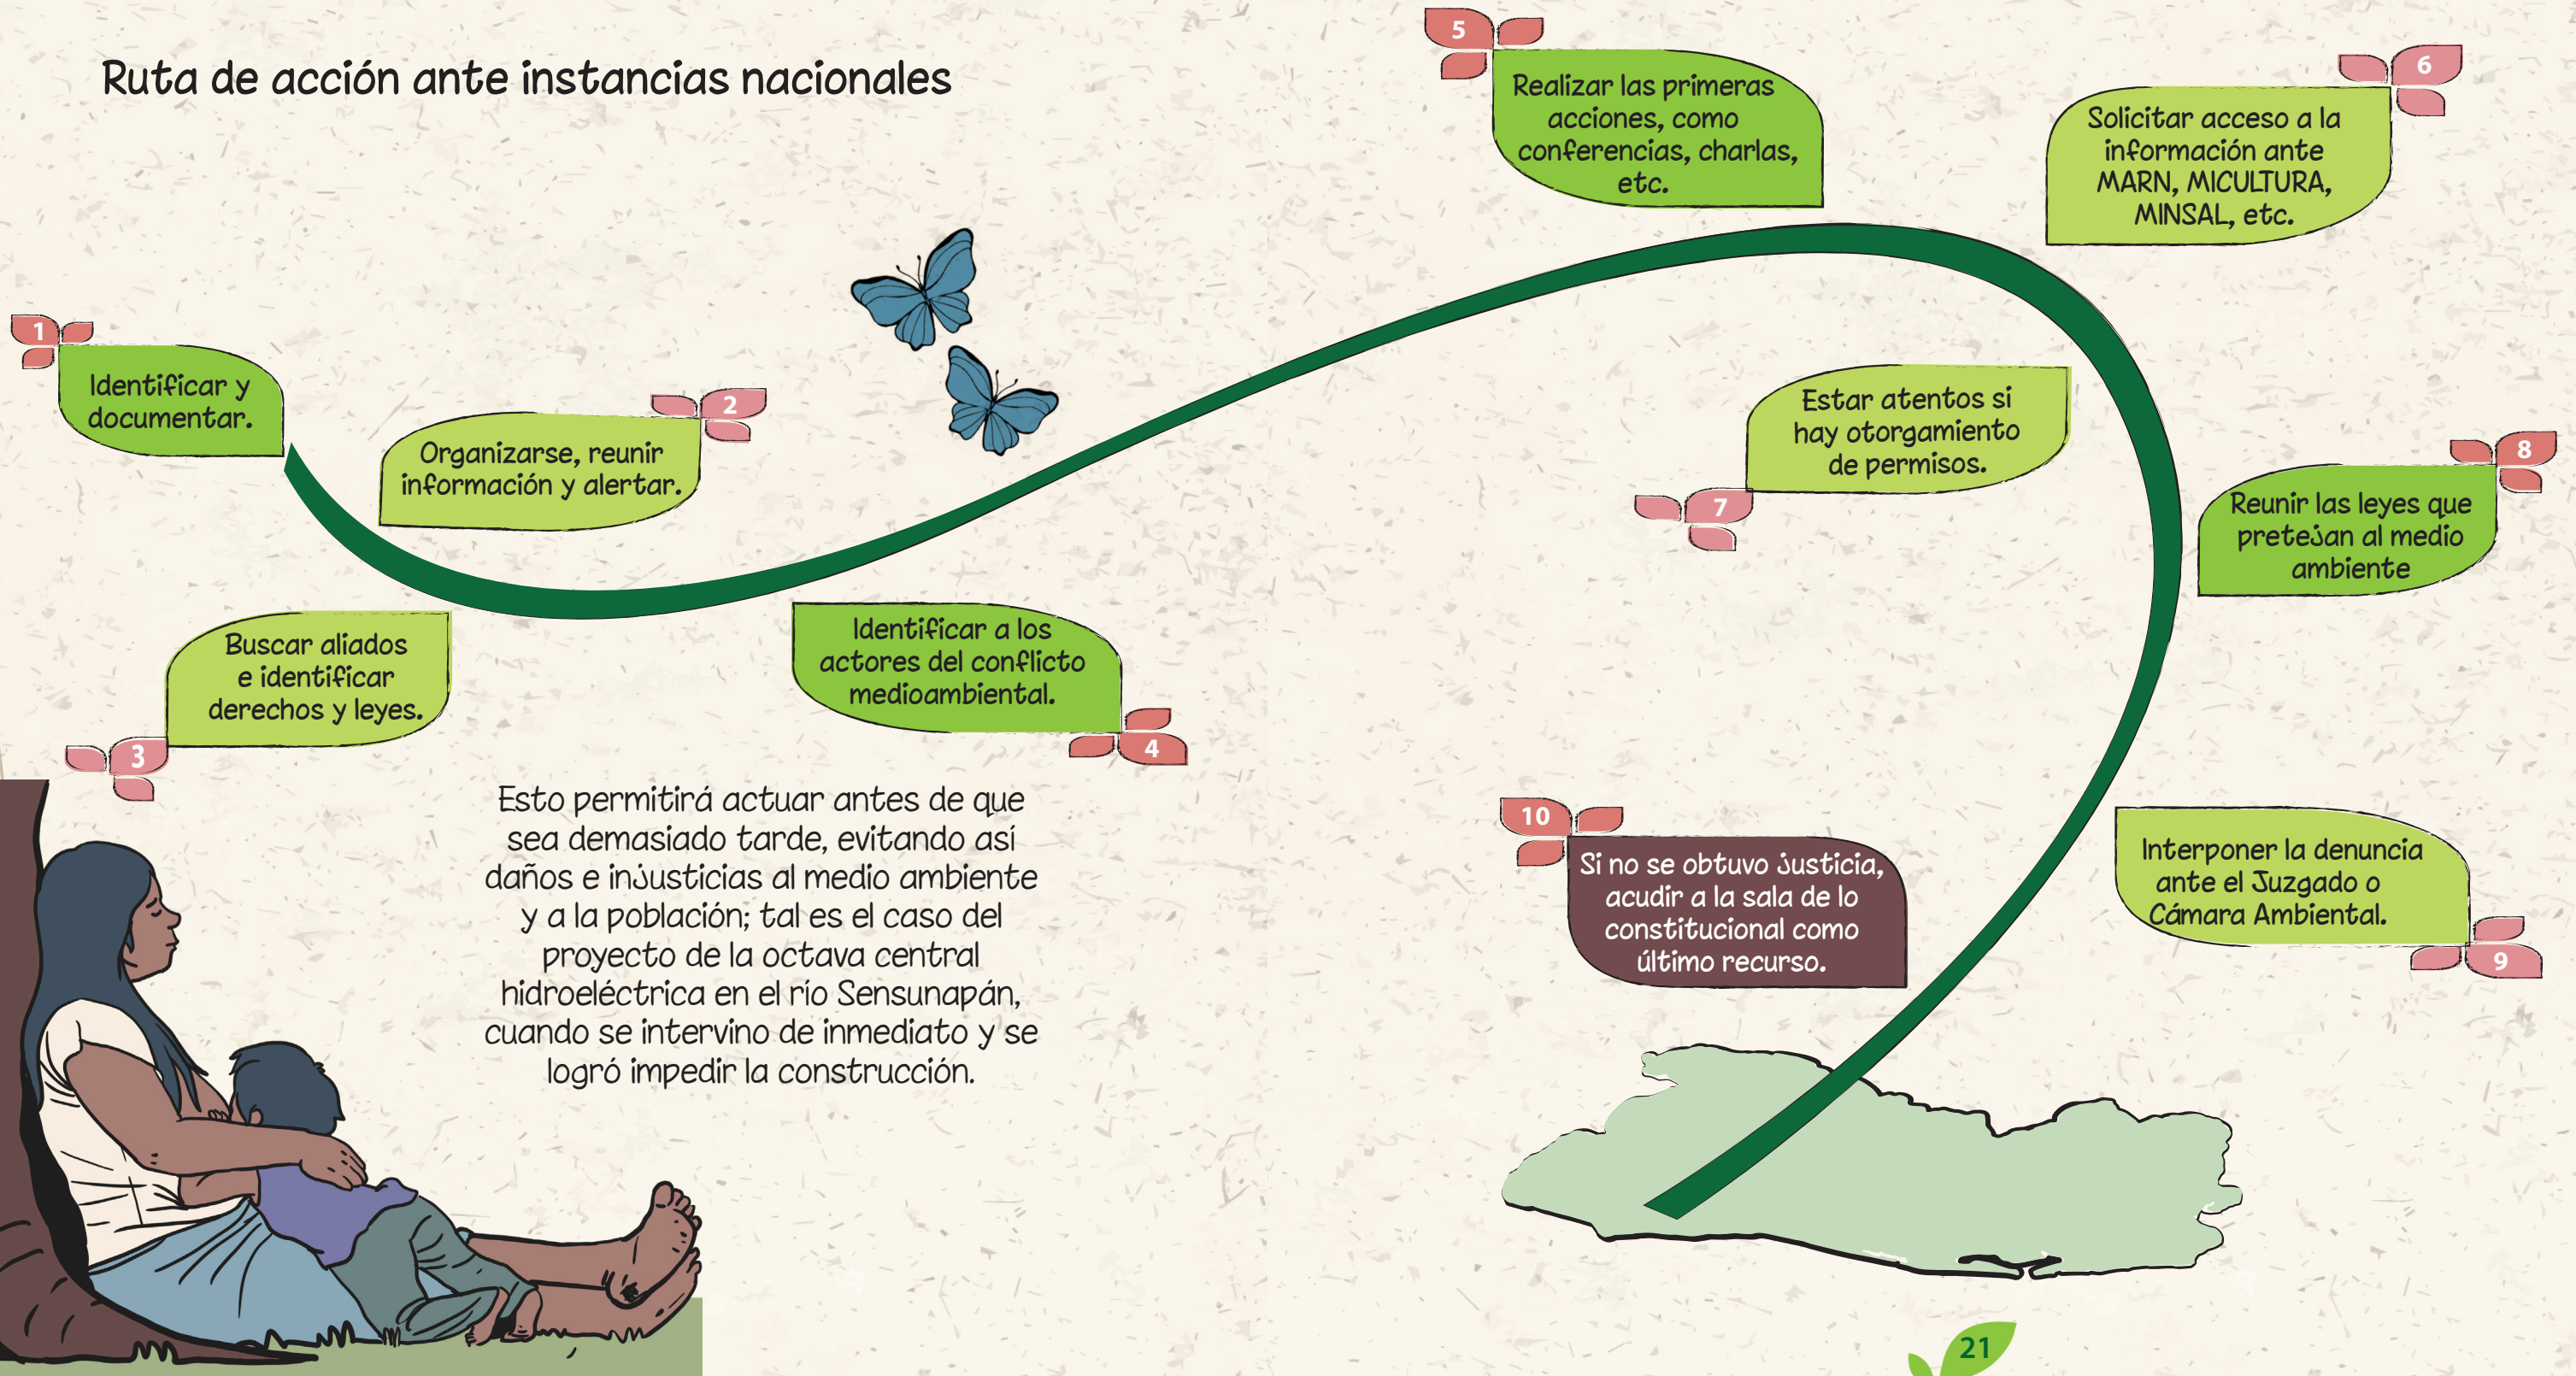 Ruta de acción ante instancias nacionales
1
Identificar y
documentar.
2
Organizarse, reunir
información y alertar.
3
Buscar aliados
e identificar
derechos y leyes.
4
Identificar a los
actores del conflicto
medioambiental.
Esto permitirá actuar antes de que
sea demasiado tarde, evitando así
daños e injusticias al medio ambiente
y a la población; tal es el caso del
proyecto de la octava central
hidroeléctrica en el río Sensunapán,
cuando se intervino de inmediato y se
logró impedir la construcción.
5
Realizar las primeras
acciones, como
conferencias, charlas,
etc.
6
Solicitar acceso a la
información ante
MARN, MICULTURA,
MINSAL, etc.
7
Estar atentos si
hay otorgamiento
de permisos.
8
Reunir las leyes que
pretejan al medio
ambiente
9
Interponer la denuncia
ante el Juzgado o
Cámara Ambiental.
10
Si no se obtuvo justicia,
acudir a la sala de lo
constitucional como
último recurso.
21